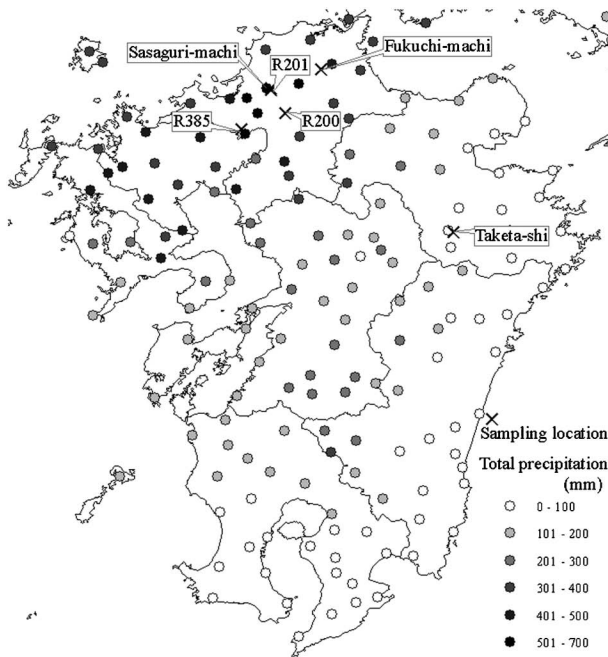 Sasaguri-machi
R201
Fukuchi-machi
R385
R200
Taketa-shi
Sampling location
Total precipitation
(mm)
0 - 100
101 - 200
201 - 300
301 - 400
401 - 500
501 - 700